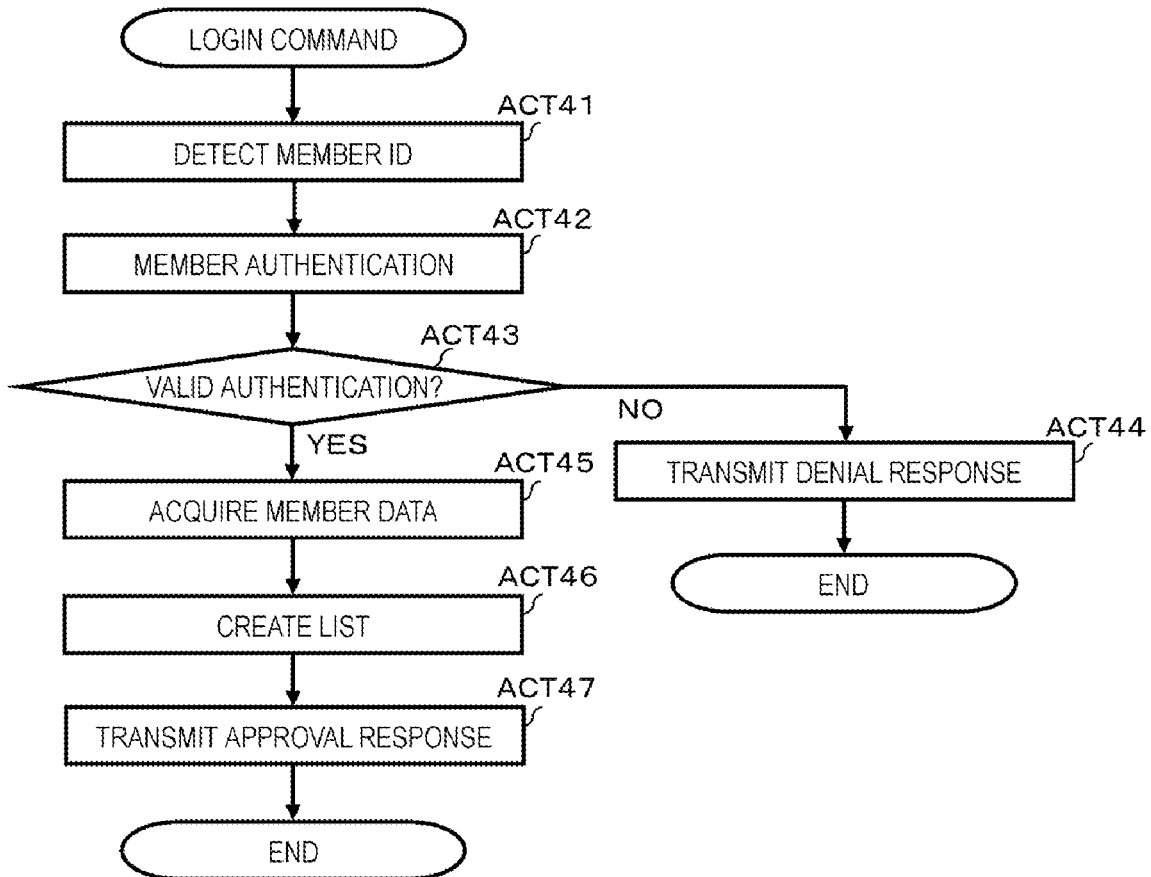 LOGIN COMMAND
ACT41
DETECT MEMBER ID
ACT42
MEMBER AUTHENTICATION
ACT43
VALID AUTHENTICATION?
NO
YES
ACT44
TRANSMIT DENIAL RESPONSE
END
ACT45
ACQUIRE MEMBER DATA
ACT46
CREATE LIST
ACT47
TRANSMIT APPROVAL RESPONSE
END